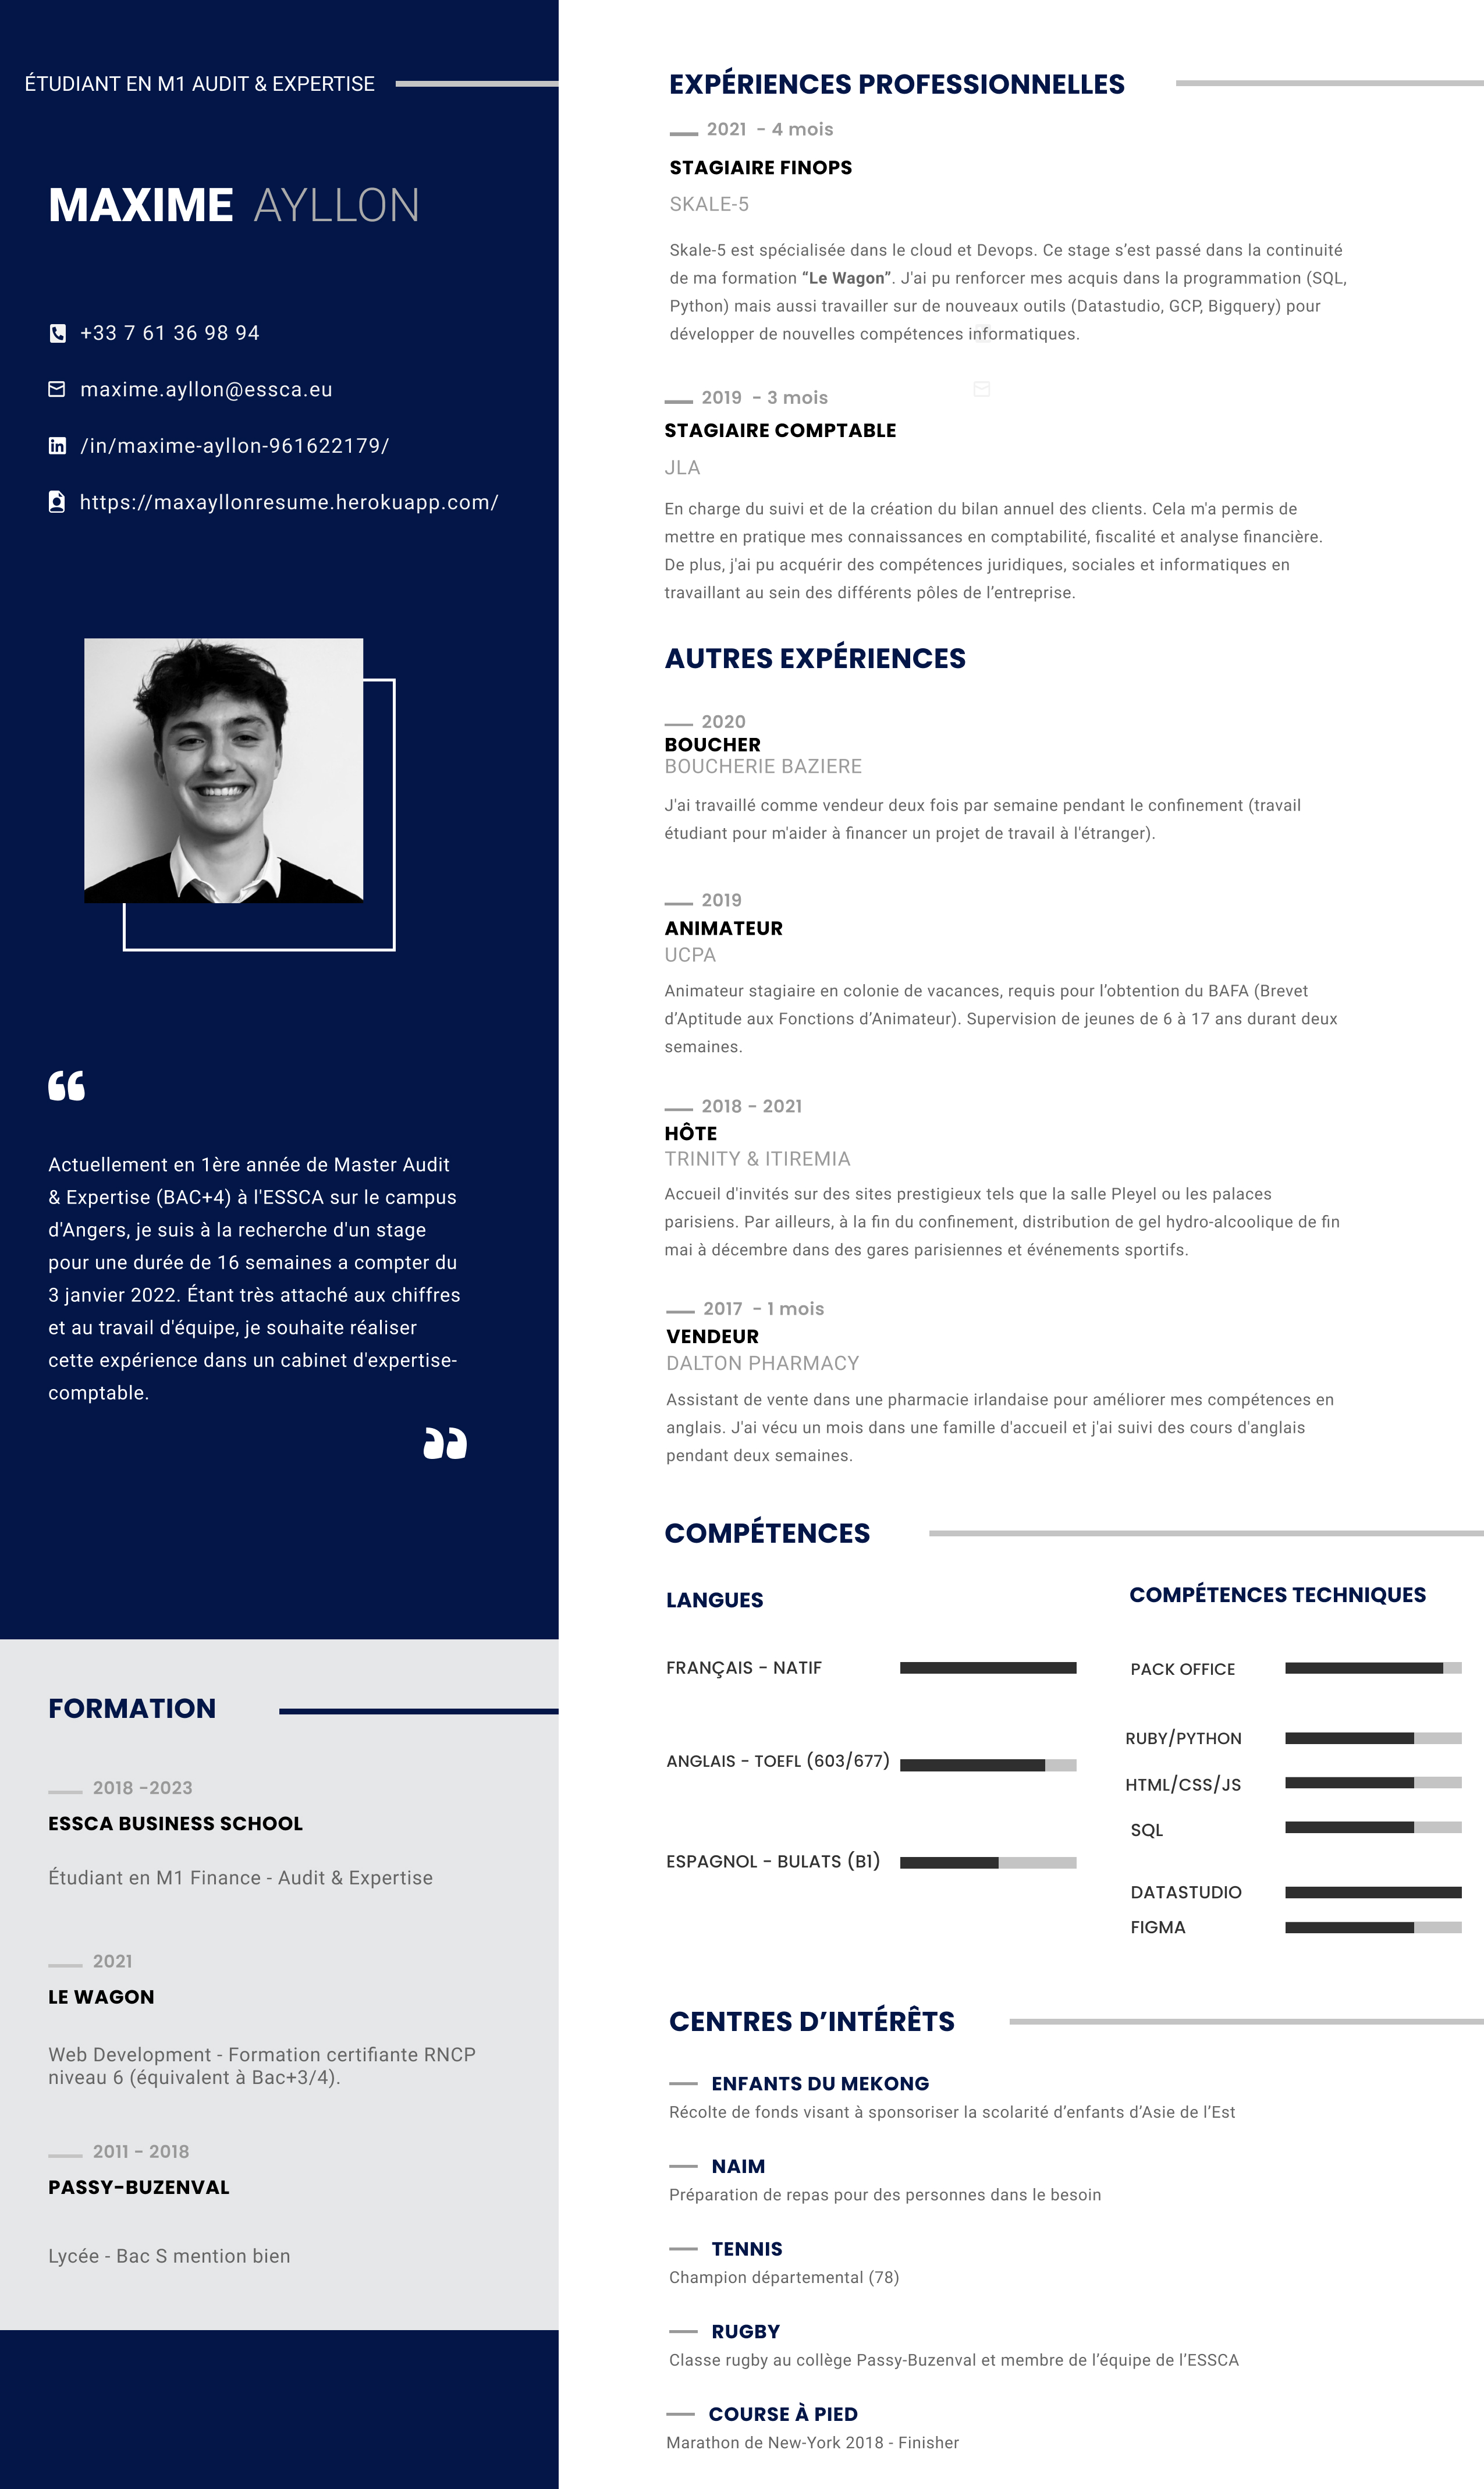 ÉTUDIANT EN M1 AUDIT & EXPERTISE
MAXIME AYLLON
+33 7 61 36 98 94
maxime.ayllon@essca.eu
/in/maxime-ayllon-961622179/
https://maxayllonresume.herokuapp.com/
“
Actuellement en 1ère année de Master Audit
& Expertise (BAC+4) à l'ESSCA sur le campus
d'Angers, je suis à la recherche d'un stage
pour une durée de 16 semaines a compter du
3 janvier 2022. Étant très attaché aux chiffres
et au travail d'équipe, je souhaite réaliser
cette expérience dans un cabinet d'expertise-
comptable.
”
FORMATION
2018 -2023
ESSCA BUSINESS SCHOOL
Étudiant en M1 Finance - Audit & Expertise
2021
LE WAGON
Web Development - Formation certifiante RNCP
niveau 6 (équivalent à Bac+3/4).
2011 - 2018
PASSY-BUZENVAL
Lycée - Bac S mention bien
EXPÉRIENCES PROFESSIONNELLES
2021 - 4 mois
STAGIAIRE FINOPS
SKALE-5
Skale-5 est spécialisée dans le cloud et Devops. Ce stage s’est passé dans la continuité
de ma formation “Le Wagon”. J'ai pu renforcer mes acquis dans la programmation (SQL,
Python) mais aussi travailler sur de nouveaux outils (Datastudio, GCP, Bigquery) pour
développer de nouvelles compétences informatiques.
2019 - 3 mois
STAGIAIRE COMPTABLE
JLA
En charge du suivi et de la création du bilan annuel des clients. Cela m'a permis de
mettre en pratique mes connaissances en comptabilité, fiscalité et analyse financière.
De plus, j'ai pu acquérir des compétences juridiques, sociales et informatiques en
travaillant au sein des différents pôles de l’entreprise.
AUTRES EXPÉRIENCES
2020
BOUCHER
BOUCHERIE BAZIERE
J'ai travaillé comme vendeur deux fois par semaine pendant le confinement (travail
étudiant pour m'aider à financer un projet de travail à l'étranger).
2019
ANIMATEUR
UCPA
Animateur stagiaire en colonie de vacances, requis pour l’obtention du BAFA (Brevet
d’Aptitude aux Fonctions d’Animateur). Supervision de jeunes de 6 à 17 ans durant deux
semaines.
2018 - 2021
HÔTE
TRINITY & ITIREMIA
Accueil d'invités sur des sites prestigieux tels que la salle Pleyel ou les palaces
parisiens. Par ailleurs, à la fin du confinement, distribution de gel hydro-alcoolique de fin
mai à décembre dans des gares parisiennes et événements sportifs.
2017 - 1 mois
VENDEUR
DALTON PHARMACY
Assistant de vente dans une pharmacie irlandaise pour améliorer mes compétences en
anglais. J'ai vécu un mois dans une famille d'accueil et j'ai suivi des cours d'anglais
pendant deux semaines.
COMPÉTENCES
LANGUES
FRANÇAIS - NATIF
ANGLAIS - TOEFL (603/677)
ESPAGNOL - BULATS (B1)
COMPÉTENCES TECHNIQUES
PACK OFFICE
RUBY/PYTHON
HTML/CSS/JS
SQL
DATASTUDIO
FIGMA
CENTRES D’INTÉRÊTS
ENFANTS DU MEKONG
Récolte de fonds visant à sponsoriser la scolarité d’enfants d’Asie de l’Est
NAIM
Préparation de repas pour des personnes dans le besoin
TENNIS
Champion départemental (78)
RUGBY
Classe rugby au collège Passy-Buzenval et membre de l’équipe de l’ESSCA
COURSE À PIED
Marathon de New-York 2018 - Finisher